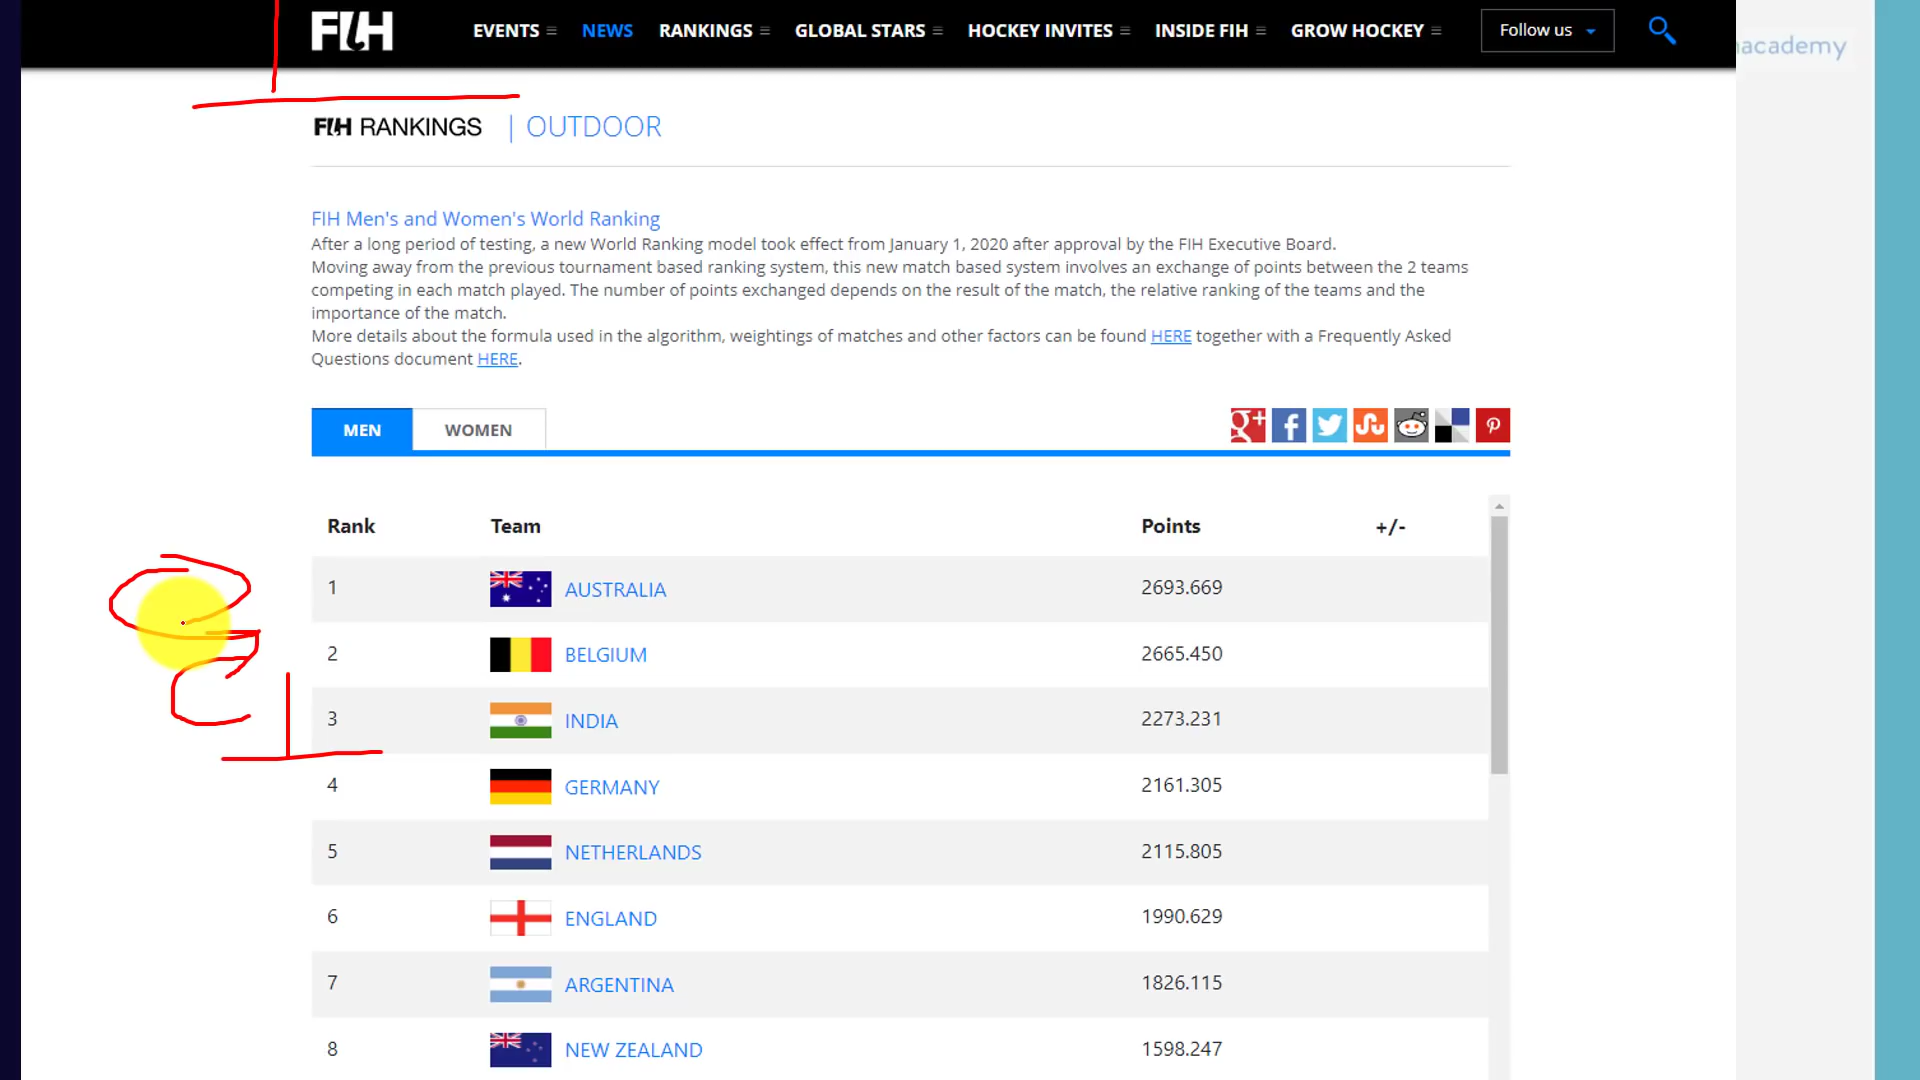 FIH EVENTS NEWS RANKINGS GLOBAL STARS HOCKEY INVITES INSIDE FIH GROW HOCKEY Follow us
academy
FIH RANKINGS | OUTDOOR
FIH Men's and Women's World Ranking
After a long period of testing, a new World Ranking model took effect from January 1, 2020 after approval by the FIH Executive Board.
Moving away from the previous tournament based ranking system, this new match based system involves an exchange of points between the 2 teams
competing in each match played. The number of points exchanged depends on the result of the match, the relative ranking of the teams and the
importance of the match.
More details about the formula used in the algorithm, weightings of matches and other factors can be found HERE together with a Frequently Asked
Questions document HERE.
MEN WOMEN
Rank Team Points +/-
1 AUSTRALIA 2693.669
2 BELGIUM 2665.450
3 INDIA 2273.231
4 GERMANY 2161.305
5 NETHERLANDS 2115.805
6 ENGLAND 1990.629
7 ARGENTINA 1826.115
8 NEW ZEALAND 1598.247